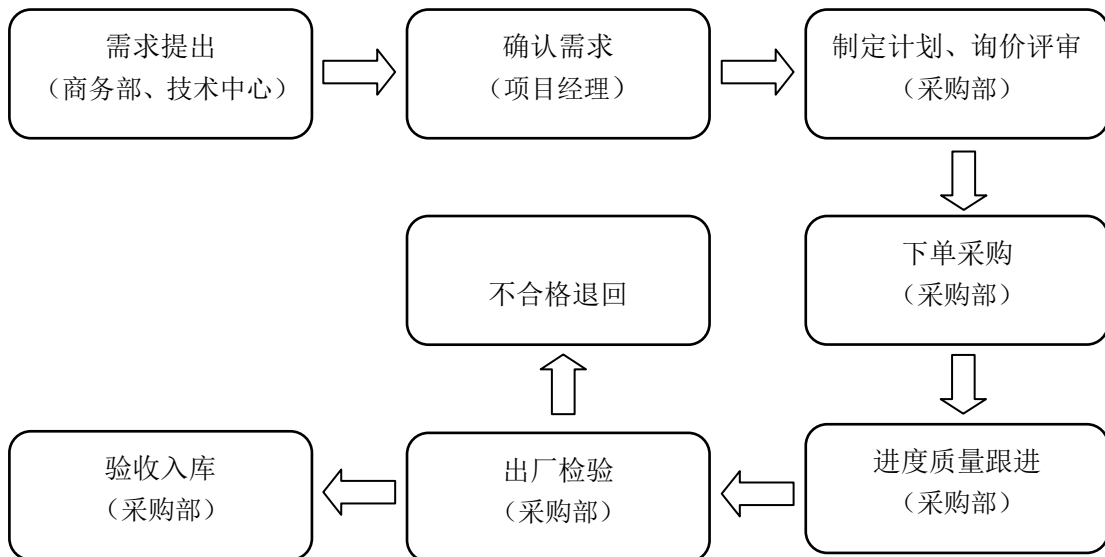 需求提出
（商务部、技术中心）
确认需求
（项目经理）
制定计划、询价评审
（采购部）
下单采购
（采购部）
不合格退回
进度质量跟进
（采购部）
出厂检验
（采购部）
验收入库
（采购部）